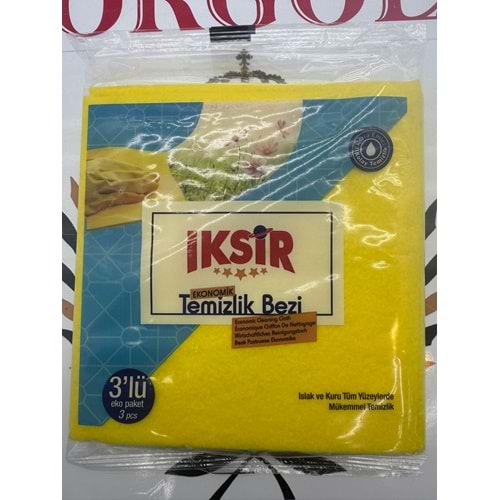 IKSİR
EKONOMİK
Temizlik Bezi
Economic Cleaning Cloth
Wirtschaftliches Reinigungstuch
3'lü
eko paket
3 pcs
Islak ve Kuru Tüm Yüzeylerde
Mükemmel Temizlik